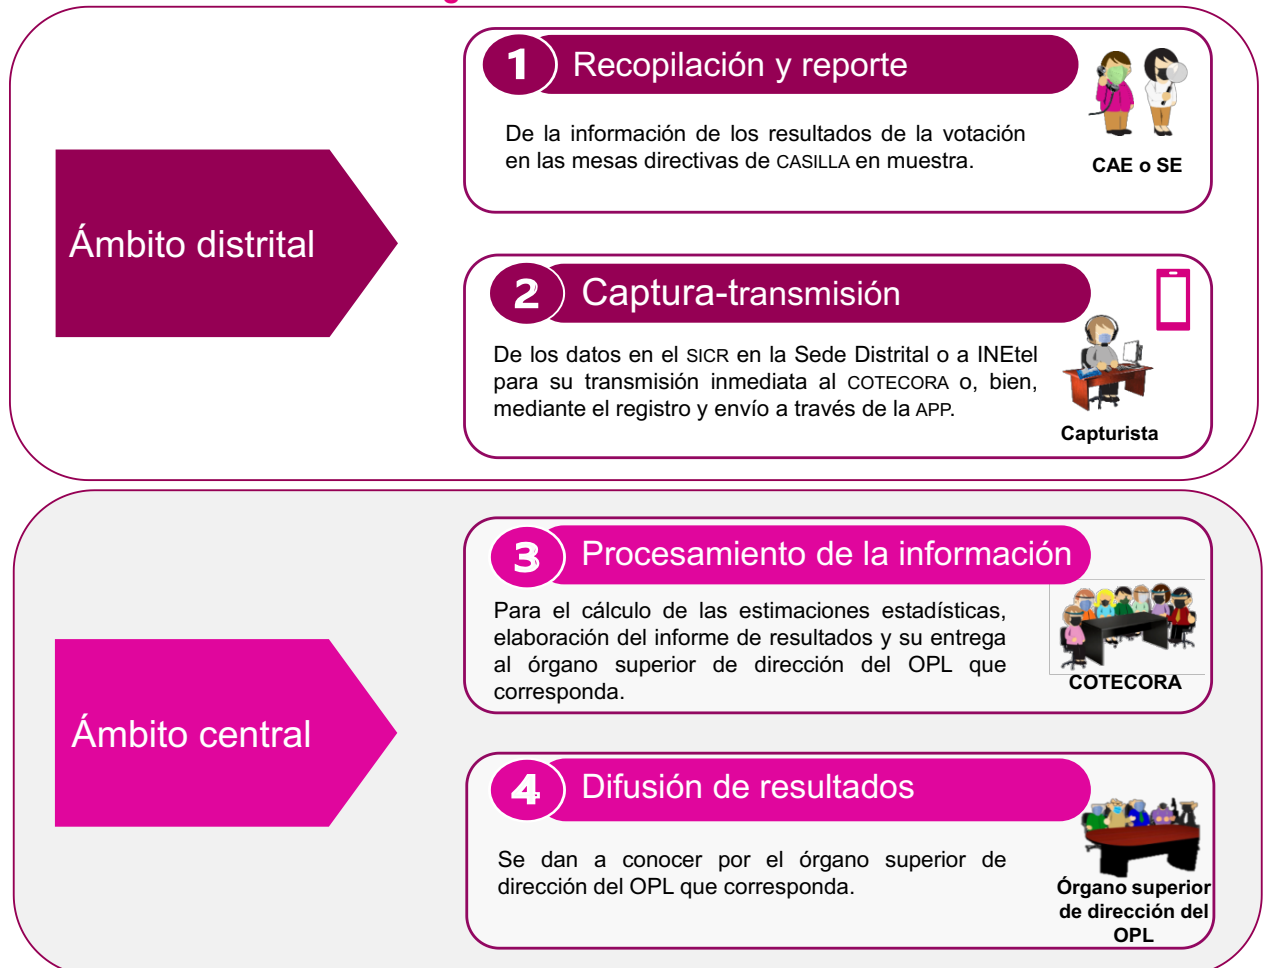 Ámbito distrital
1 Recopilación y reporte
De la información de los resultados de la votación
en las mesas directivas de CASILLA en muestra.
CAE o SE
2 Captura-transmisión
De los datos en el SICR en la Sede Distrital o a INEtel
para su transmisión inmediata al COTECORA o, bien,
mediante el registro y envío a través de la APP.
Capturista
Ámbito central
3 Procesamiento de la información
Para el cálculo de las estimaciones estadísticas,
elaboración del informe de resultados y su entrega
al órgano superior de dirección del OPL que
corresponda.
COTECORA
4 Difusión de resultados
Se dan a conocer por el órgano superior de
dirección del OPL que corresponda.
Órgano superior
de dirección del
OPL